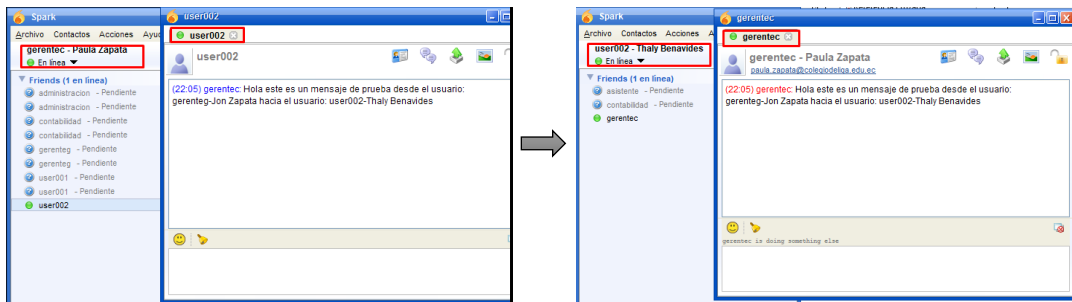 Spark
Archivo Contactos Acciones Ayu
gerentec - Paula Zapata
En línea
Friends (1 en línea)
administracion - Pendiente
administracion - Pendiente
contabilidad - Pendiente
contabilidad - Pendiente
gerenteg - Pendiente
gerenteg - Pendiente
user001 - Pendiente
user001 - Pendiente
user002
user002
user002
user002
(22:05) gerentec: Hola este es un mensaje de prueba desde el usuario:
gerenteg-Jon Zapata hacia el usuario: user002-Thaly Benavides
Spark
Archivo Contactos Acciones A
user002 - Thaly Benavides
En línea
Friends (1 en línea)
asistente - Pendiente
contabilidad - Pendiente
gerentec
gerentec
gerentec
gerentec - Paula Zapata
paula.zapata@colegiodeliga.edu.ec
(22:05) gerentec: Hola este es un mensaje de prueba desde el usuario:
gerenteg-Jon Zapata hacia el usuario: user002-Thaly Benavides
gerentec is doing something else